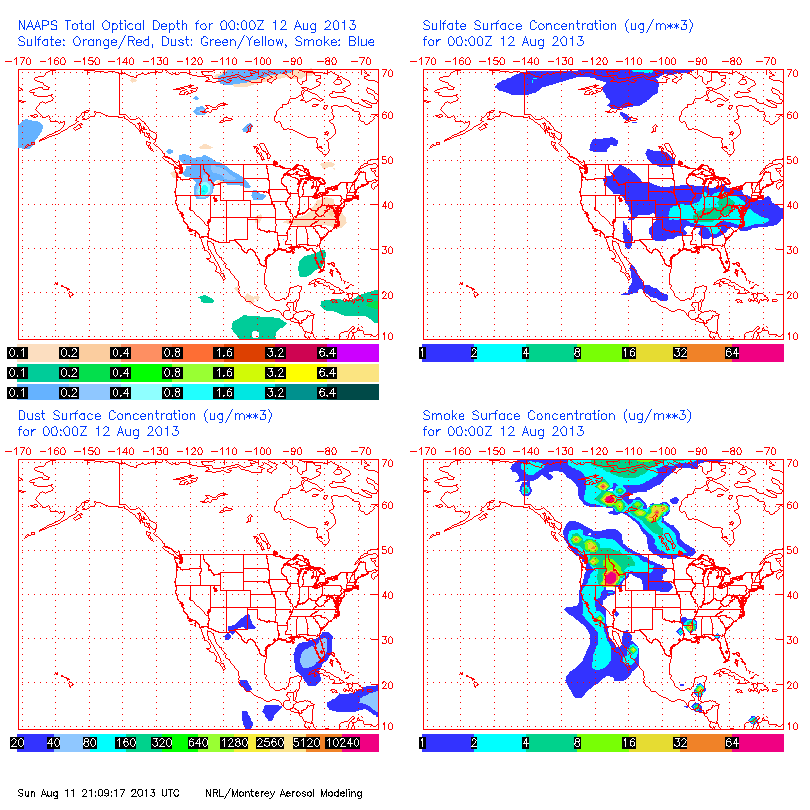 NAAPS Total Optical Depth for 00:00Z 12 Aug 2013
Sulfate: Orange/Red, Dust: Green/Yellow, Smoke: Blue
-170 -160 -150 -140 -130 -120 -110 -100 -90 -80 -70
70
60
50
40
30
20
10
0.1 0.2 0.4 0.8 1.6 3.2 6.4
0.1 0.2 0.4 0.8 1.6 3.2 6.4
0.1 0.2 0.4 0.8 1.6 3.2 6.4
Sulfate Surface Concentration (ug/m**3)
for 00:00Z 12 Aug 2013
-170 -160 -150 -140 -130 -120 -110 -100 -90 -80 -70
70
60
50
40
30
20
10
1 2 4 8 16 32 64
Dust Surface Concentration (ug/m**3)
for 00:00Z 12 Aug 2013
-170 -160 -150 -140 -130 -120 -110 -100 -90 -80 -70
70
60
50
40
30
20
10
20 40 80 160 320 640 1280 2560 5120 10240
Smoke Surface Concentration (ug/m**3)
for 00:00Z 12 Aug 2013
-170 -160 -150 -140 -130 -120 -110 -100 -90 -80 -70
70
60
50
40
30
20
10
1 2 4 8 16 32 64
Sun Aug 11 21:09:17 2013 UTC NRL/Monterey Aerosol Modeling